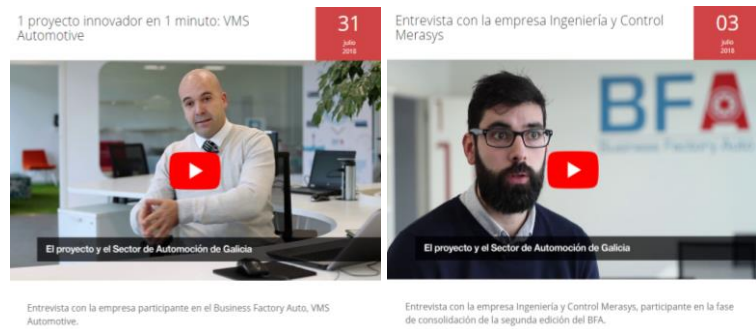 1 proyecto innovador en 1 minuto: VMS
Automotive
31
julio
2018
El proyecto y el Sector de Automoción de Galicia
Entrevista con la empresa participante en el Business Factory Auto, VMS
Automotive.
Entrevista con la empresa Ingeniería y Control
Merasys
03
julio
2018
BFA
Business Factory Auto
El proyecto y el Sector de Automoción de Galicia
Entrevista con la empresa Ingeniería y Control Merasys, participante en la fase
de consolidación de la segunda edición del BFA.